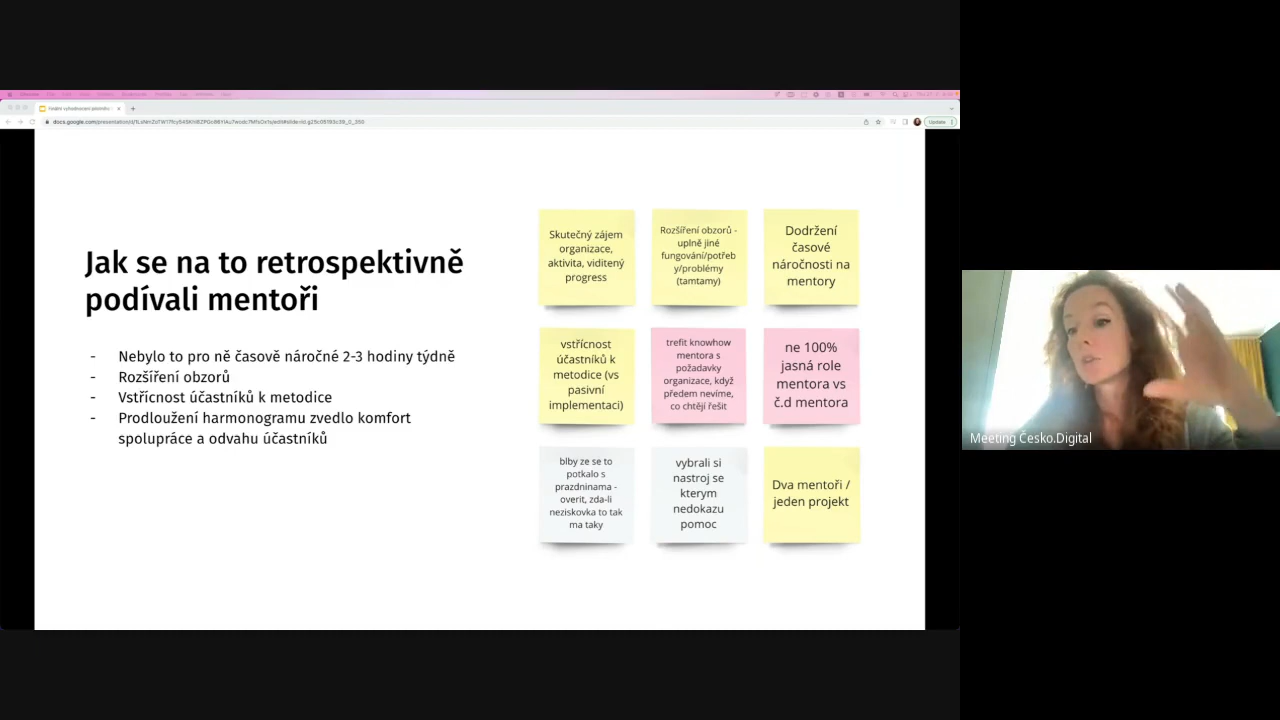 docs.google.com/presentation/d/
Update
Jak se na to retrospektivně
podívali mentoři
- Nebylo to pro ně časově náročné 2-3 hodiny týdně
- Rozšíření obzorů
- Vstřícnost účastníků k metodice
- Prodloužení harmonogramu zvedlo komfort
spolupráce a odvahu účastníků
Skutečný zájem
organizace,
aktivita, viditený
progress
Rozšíření obzorů -
uplně jiné
fungování/potřeb
y/problémy
(tamtamy)
Dodržení
časové
náročnosti na
mentory
vstřícnost
účastníků k
metodice (vs
pasivní
implementaci)
trefit knowhow
mentora s
požadavky
organizace, když
předem nevíme,
co chtějí řešit
ne 100%
jasná role
mentora vs
č.d mentora
blby ze se to
potkalo s
prazdninama -
overit, zda-li
neziskovka to tak
ma taky
vybrali si
nastroj se
kterym
nedokazu
pomoc
Dva mentoři /
jeden projekt
Meeting Česko.Digital